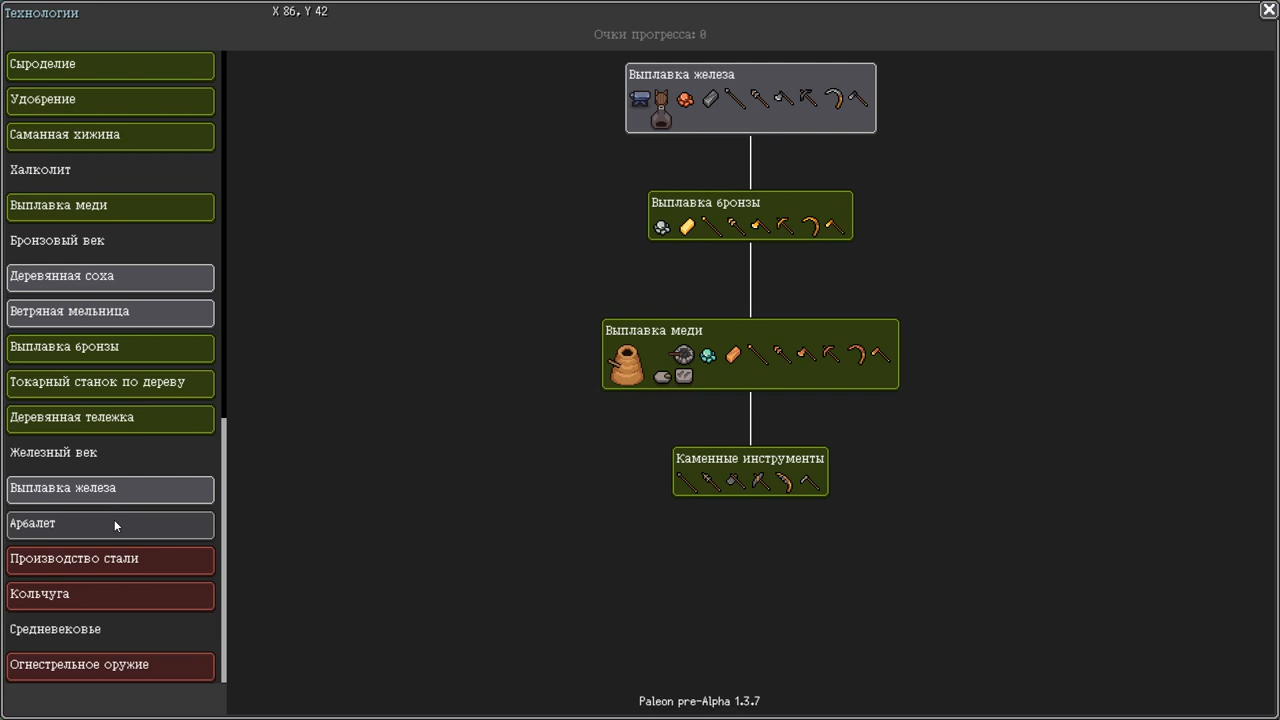 Технологии
X 86, Y 42
Очки прогресса: 0
Сыроделие
Удобрение
Саманная хижина
Халколит
Выплавка меди
Бронзовый век
Деревянная соха
Ветряная мельница
Выплавка бронзы
Токарный станок по дереву
Деревянная тележка
Железный век
Выплавка железа
Арбалет
Производство стали
Кольчуга
Средневековье
Огнестрельное оружие
Выплавка железа
Выплавка бронзы
Выплавка меди
Каменные инструменты
Paleon pre-Alpha 1.3.7